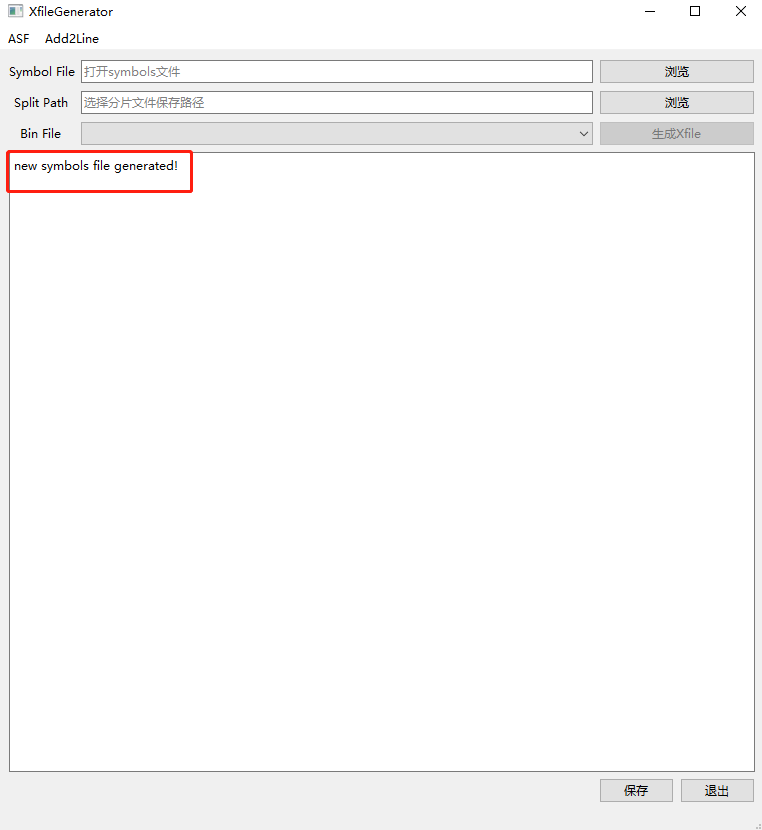 XfileGenerator
ASF Add2Line
Symbol File 打开symbols文件 浏览
Split Path 选择分片文件保存路径 浏览
Bin File 生成Xfile
new symbols file generated!
保存 退出